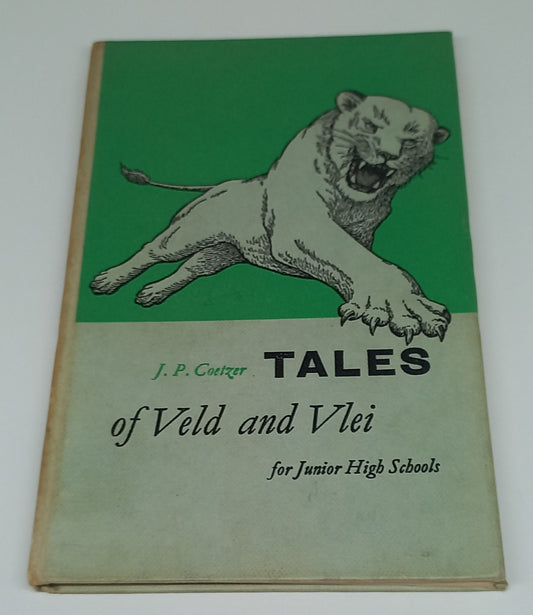 J. P. Coetzer TALES
of Veld and Vlei
for Junior High Schools